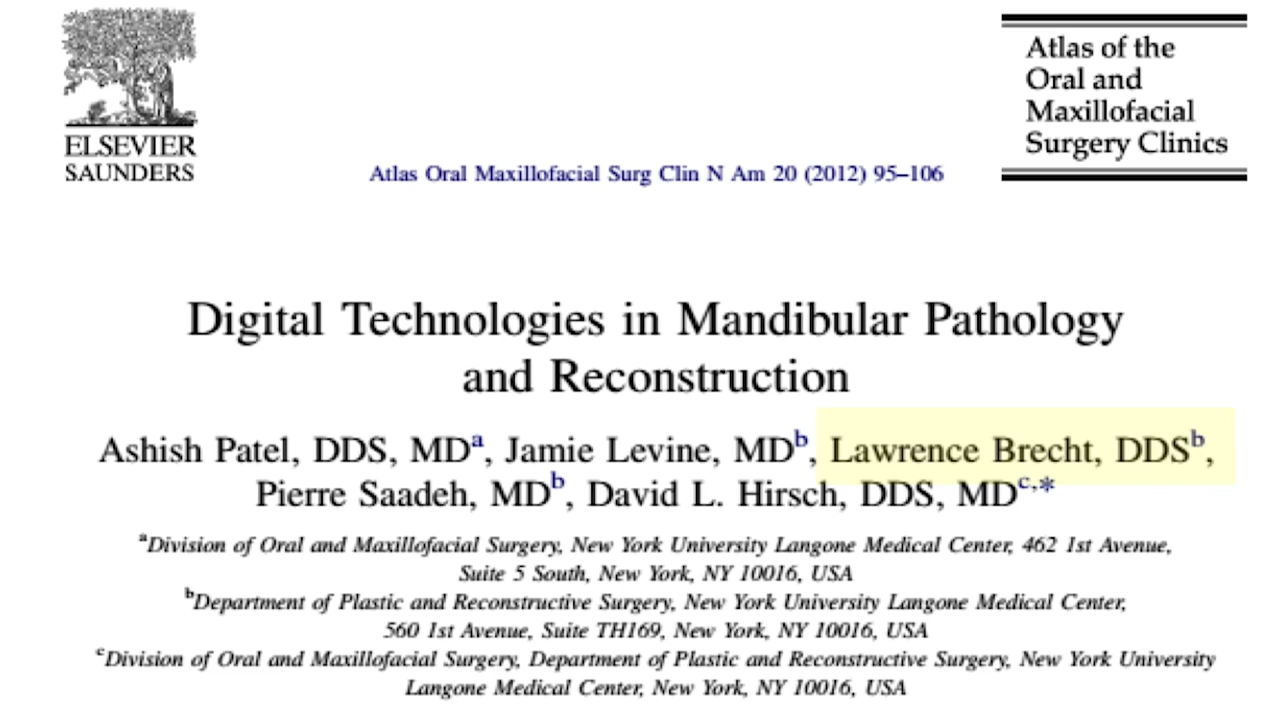 ELSEVIER
SAUNDERS
Atlas of the
Oral and
Maxillofacial
Surgery Clinics
Atlas Oral Maxillofacial Surg Clin N Am 20 (2012) 95–106
Digital Technologies in Mandibular Pathology
and Reconstruction
Ashish Patel, DDS, MDa, Jamie Levine, MDb, Lawrence Brecht, DDSb,
Pierre Saadeh, MDb, David L. Hirsch, DDS, MDc,*
aDivision of Oral and Maxillofacial Surgery, New York University Langone Medical Center, 462 1st Avenue,
Suite 5 South, New York, NY 10016, USA
bDepartment of Plastic and Reconstructive Surgery, New York University Langone Medical Center,
560 1st Avenue, Suite TH169, New York, NY 10016, USA
cDivision of Oral and Maxillofacial Surgery, Department of Plastic and Reconstructive Surgery, New York University
Langone Medical Center, New York, NY 10016, USA